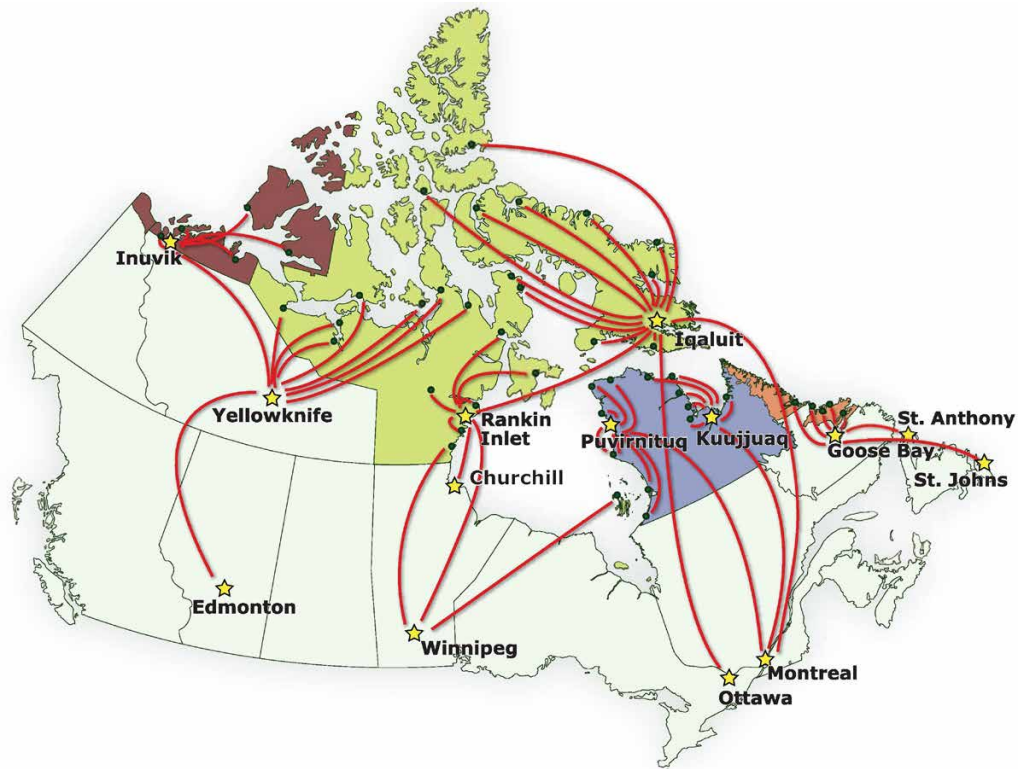 Inuvik
Iqaluit
Yellowknife
Rankin
Inlet
Puvirnituq
Kuujjuaq
St. Anthony
Goose Bay
St. Johns
Churchill
Edmonton
Winnipeg
Montreal
Ottawa